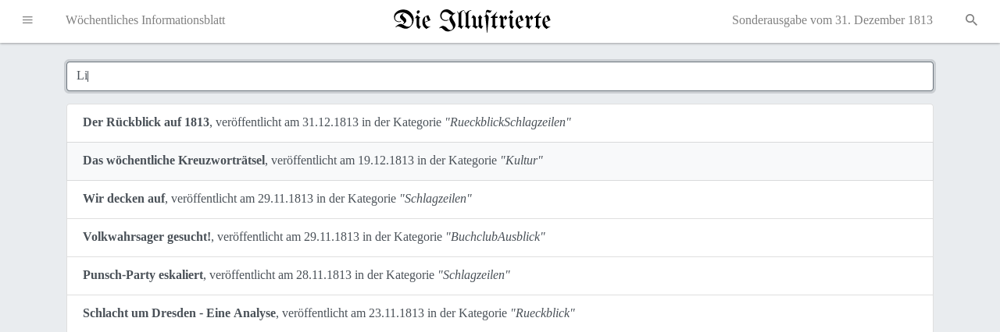 Wöchentliches Informationsblatt
Die Illuſtrierte
Sonderausgabe vom 31. Dezember 1813
Li
Der Rückblick auf 1813, veröffentlicht am 31.12.1813 in der Kategorie "RueckblickSchlagzeilen"
Das wöchentliche Kreuzworträtsel, veröffentlicht am 19.12.1813 in der Kategorie "Kultur"
Wir decken auf, veröffentlicht am 29.11.1813 in der Kategorie "Schlagzeilen"
Volkwahrsager gesucht!, veröffentlicht am 29.11.1813 in der Kategorie "BuchclubAusblick"
Punsch-Party eskaliert, veröffentlicht am 28.11.1813 in der Kategorie "Schlagzeilen"
Schlacht um Dresden - Eine Analyse, veröffentlicht am 23.11.1813 in der Kategorie "Rueckblick"